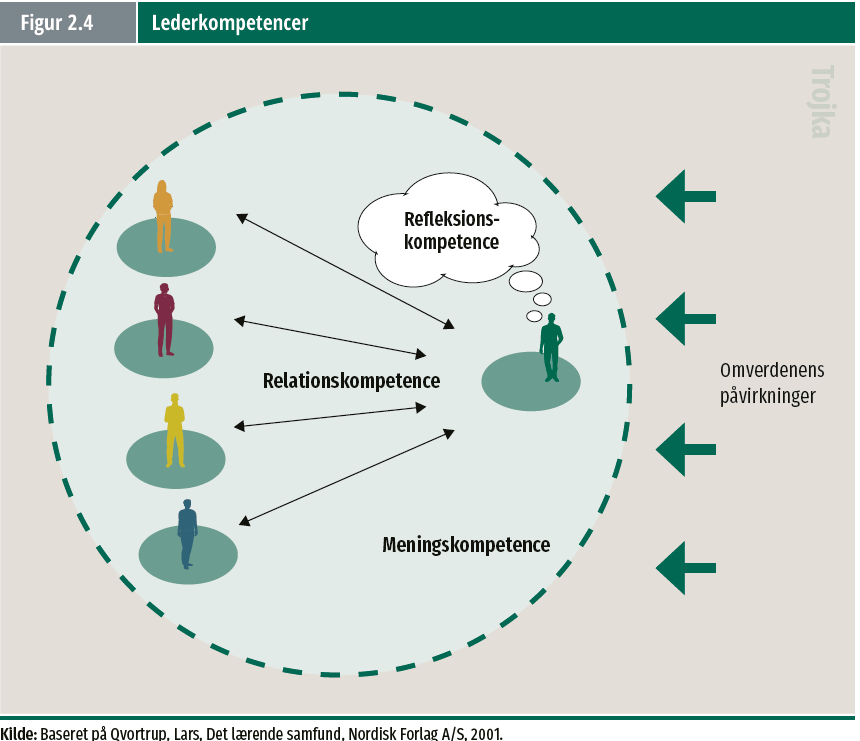 Figur 2.4
Lederkompetencer
Trojka
Refleksions-
kompetence
Relationskompetence
Omverdenens
påvirkninger
Meningskompetence
Kilde: Baseret på Qvortrup, Lars, Det lærende samfund, Nordisk Forlag A/S, 2001.